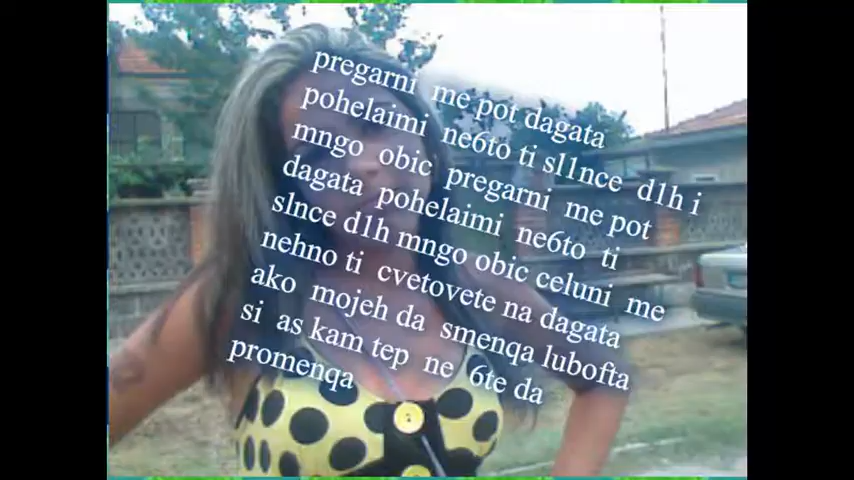 pregarni me pot dagata
pohelaimi ne6to ti sl1nce d1h i
mngo obic pregarni me pot
dagata pohelaimi ne6to ti
slnce d1h mngo obic celuni me
nehno ti cvetovete na dagata
ako mojeh da smenqa lubofta
si as kam tep ne 6te da
promenqa